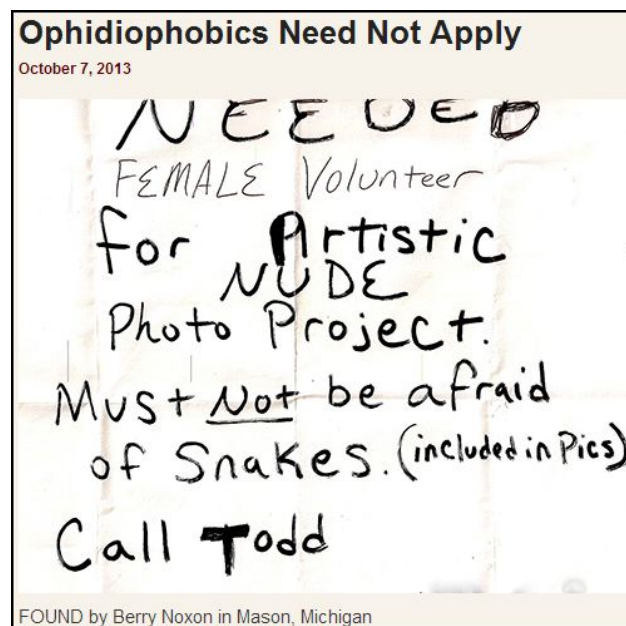 Ophidiophobics Need Not Apply
October 7, 2013
NEEDED
FEMALE Volunteer
for Artistic
NUDE
Photo Project.
Must Not be afraid
of Snakes. (included in Pics)
Call Todd
FOUND by Berry Noxon in Mason, Michigan